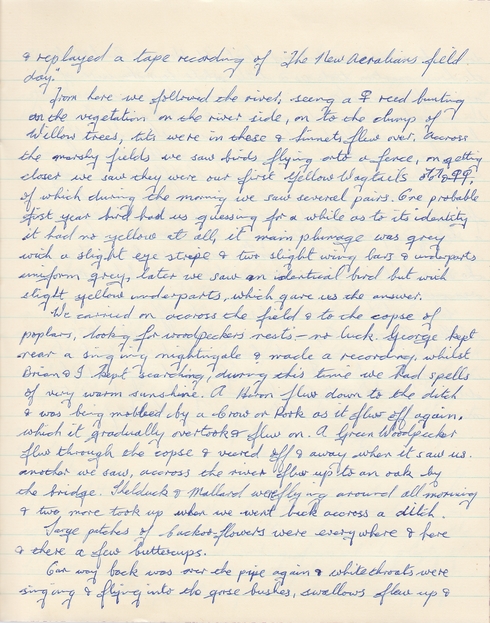 & replayed a tape recording of "The New Aeralians field
day."
From here we followed the river, seeing a ♀ reed bunting
on the vegetation on the river side, on to the clump of
Willow trees, tits were in these & linnets flew over. Across
the marshy fields we saw birds flying onto a fence, on getting
closer we saw they were our first Yellow Wagtails ♂♂ & ♀♀,
of which during the morning we saw several pairs. One probable
first year bird had us guessing for a while as to its identity
it had no yellow at all, it main plumage was grey
with a slight eye stripe & two slight wing bars & underparts
uniform grey, later we saw an identical bird but with
slight yellow underparts, which gave us the answer.
We carried on accross the field & to the copse of
poplars, looking for woodpeckers nests – no luck. George kept
near a singing nightingale & made a recording, whilst
Brian & I kept searching, during this time we had spells
of very warm sunshine. A Heron flew down to the ditch
& was being mobbed by a Crow or Rook as it flew off again,
which it gradually overtook & flew on. A Green Woodpecker
flew through the copse & veered off & away when it saw us.
another we saw, accross the river flew up to an oak by
the bridge. Shelduck & Mallard were flying around all morning
& two more took up when we went back accross a ditch.
Large pitches of flowers were everywhere & here
& there a few buttercups.
Our way back was over the pipe again & whitethroats were
singing & flying into the gorse bushes, swallows flew up &